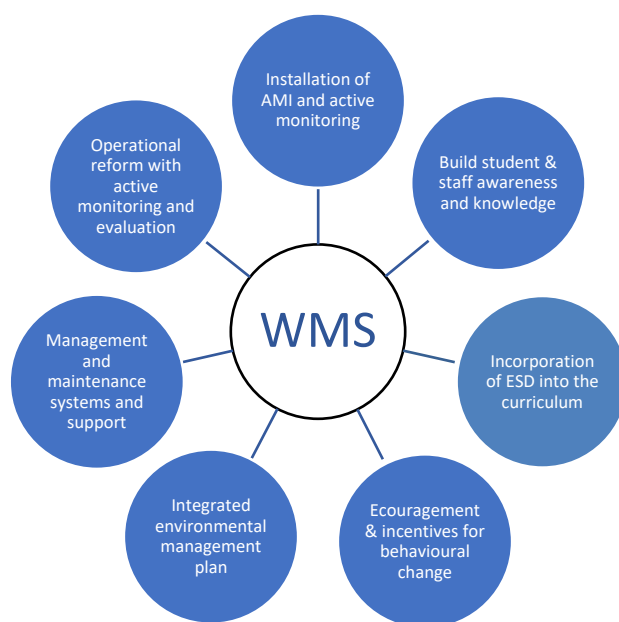 Installation of
AMI and active
monitoring
Build student &
staff awareness
and knowledge
Incorporation
of ESD into the
curriculum
Ecouragement
& incentives for
behavioural
change
Integrated
environmental
management
plan
Management
and
maintenance
systems and
support
Operational
reform with
active
monitoring and
evaluation
WMS